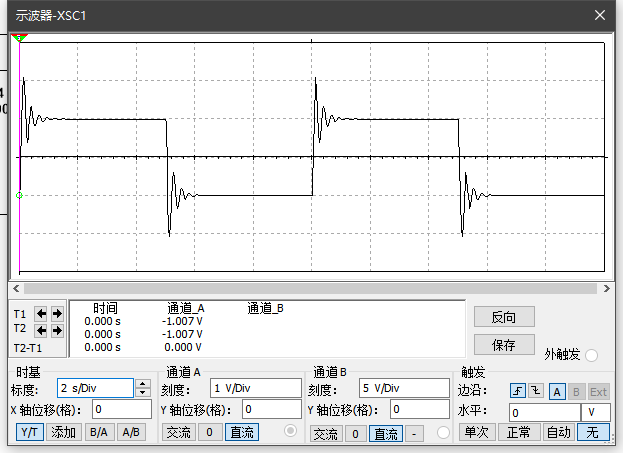 示波器-XSC1
4
时间 通道_A 通道_B
T1 0.000 s -1.007 V
T2 0.000 s -1.007 V
T2-T1 0.000 s 0.000 V
反向
保存
外触发
时基
标度: 2 s/Div
X 轴位移(格): 0
Y/T 添加 B/A A/B
通道 A
刻度: 1 V/Div
Y 轴位移(格): 0
交流 0 直流
通道 B
刻度: 5 V/Div
Y 轴位移(格): 0
交流 0 直流 -
触发
边沿: A B Ext
水平: 0 V
单次 正常 自动 无